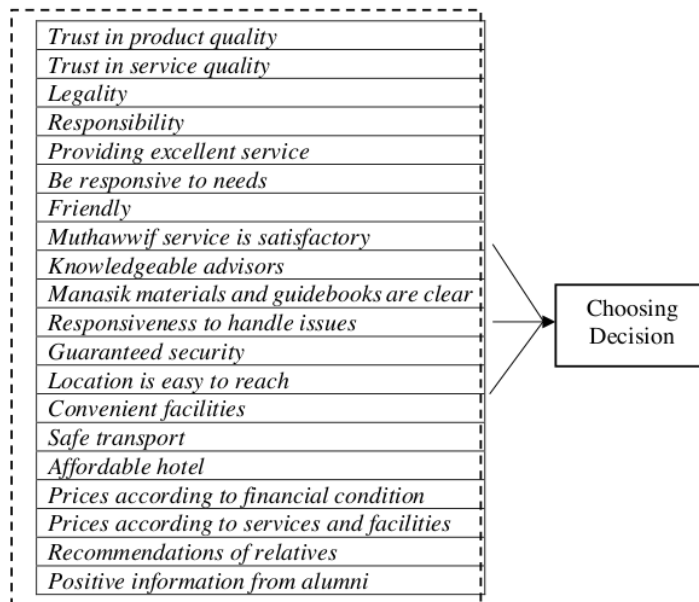 Trust in product quality
Trust in service quality
Legality
Responsibility
Providing excellent service
Be responsive to needs
Friendly
Muthawwif service is satisfactory
Knowledgeable advisors
Manasik materials and guidebooks are clear
Responsiveness to handle issues
Guaranteed security
Location is easy to reach
Convenient facilities
Safe transport
Affordable hotel
Prices according to financial condition
Prices according to services and facilities
Recommendations of relatives
Positive information from alumni
Choosing
Decision